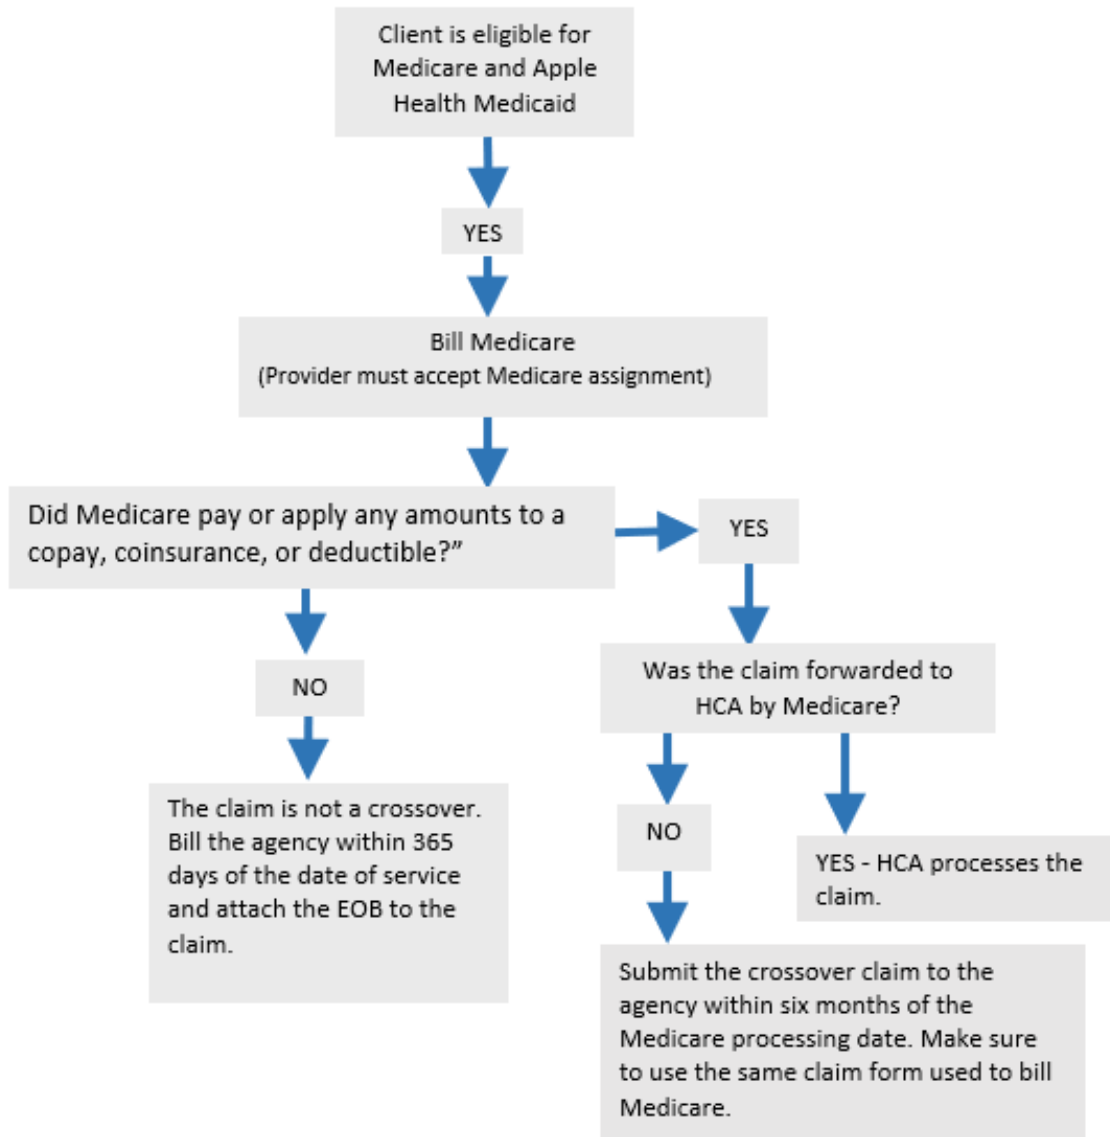 Client is eligible for
Medicare and Apple
Health Medicaid
YES
Bill Medicare
(Provider must accept Medicare assignment)
Did Medicare pay or apply any amounts to a
copay, coinsurance, or deductible?”
YES
NO
Was the claim forwarded to
HCA by Medicare?
The claim is not a crossover.
Bill the agency within 365
days of the date of service
and attach the EOB to the
claim.
NO
YES - HCA processes the
claim.
Submit the crossover claim to the
agency within six months of the
Medicare processing date. Make sure
to use the same claim form used to bill
Medicare.